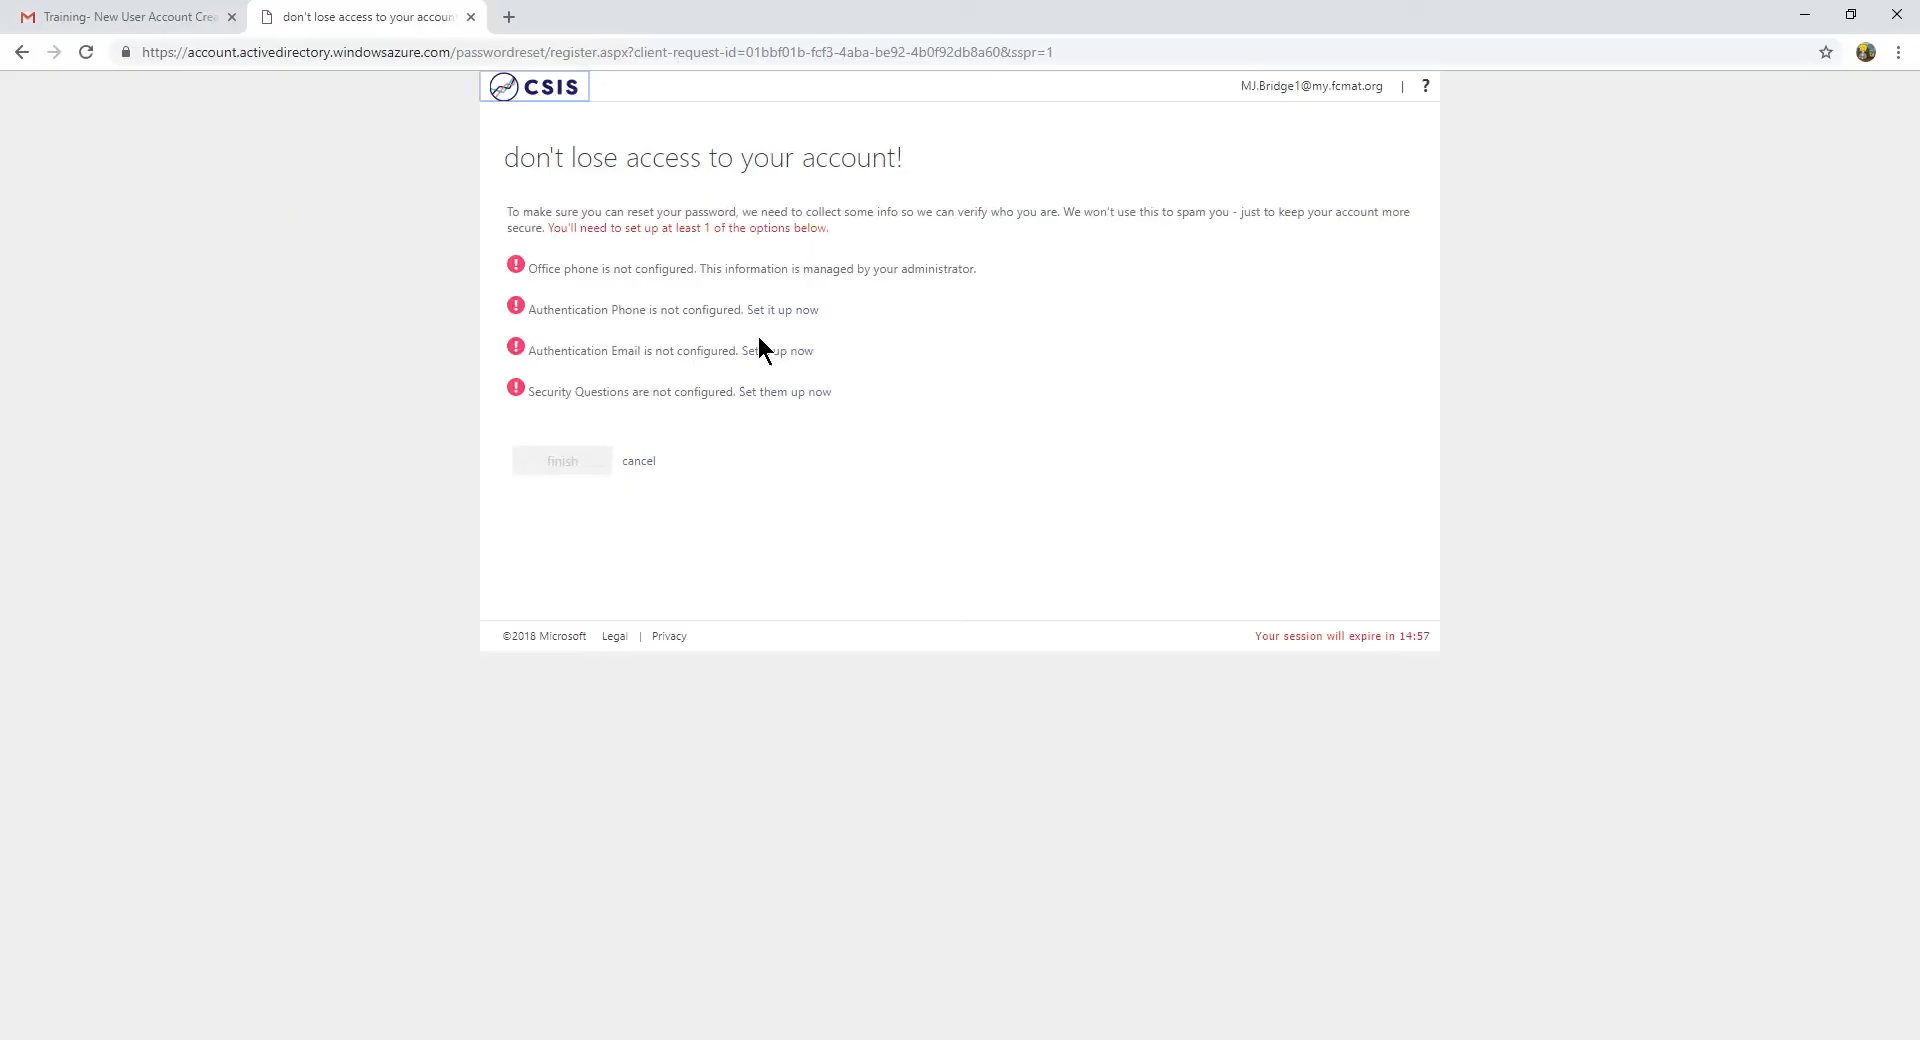 Training- New User Account Crea
don't lose access to your accoun
https://account.activedirectory.windowsazure.com/passwordreset/register.aspx?client-request-id=01bbf01b-fcf3-4aba-be92-4b0f92db8a60&sspr=1
CSIS
MJ.Bridge1@my.fcmat.org | ?
don't lose access to your account!
To make sure you can reset your password, we need to collect some info so we can verify who you are. We won't use this to spam you - just to keep your account more
secure. You'll need to set up at least 1 of the options below.
Office phone is not configured. This information is managed by your administrator.
Authentication Phone is not configured. Set it up now
Authentication Email is not configured. Set up now
Security Questions are not configured. Set them up now
finish cancel
©2018 Microsoft Legal | Privacy
Your session will expire in 14:57